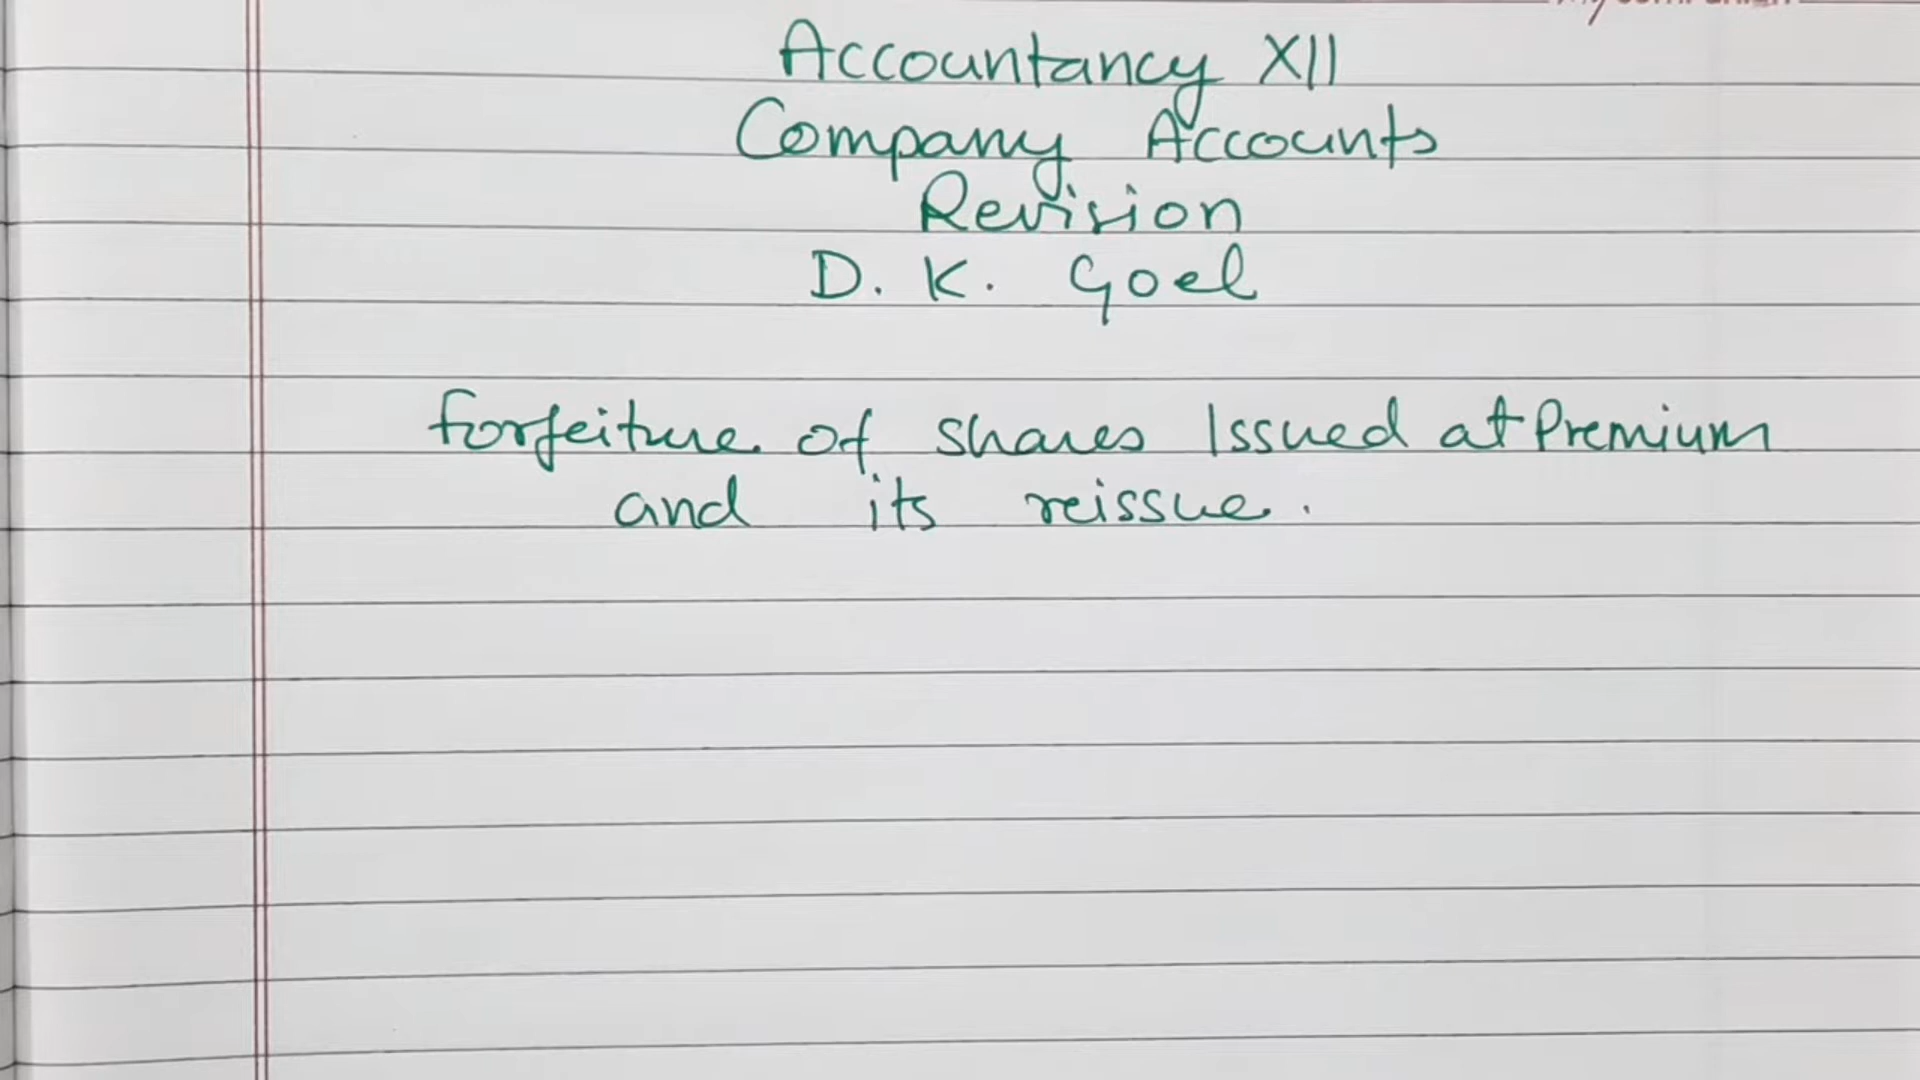 Accountancy XII
Company Accounts
Revision
D. K. Goel
Forfeiture of shares Issued at Premium
and its reissue.